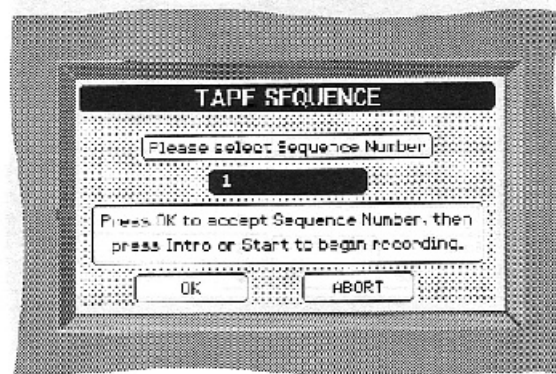 TAPE SEQUENCE
Please select Sequence Number
1
Press OK to accept Sequence Number, then
press Intro or Start to begin recording.
OK ABORT